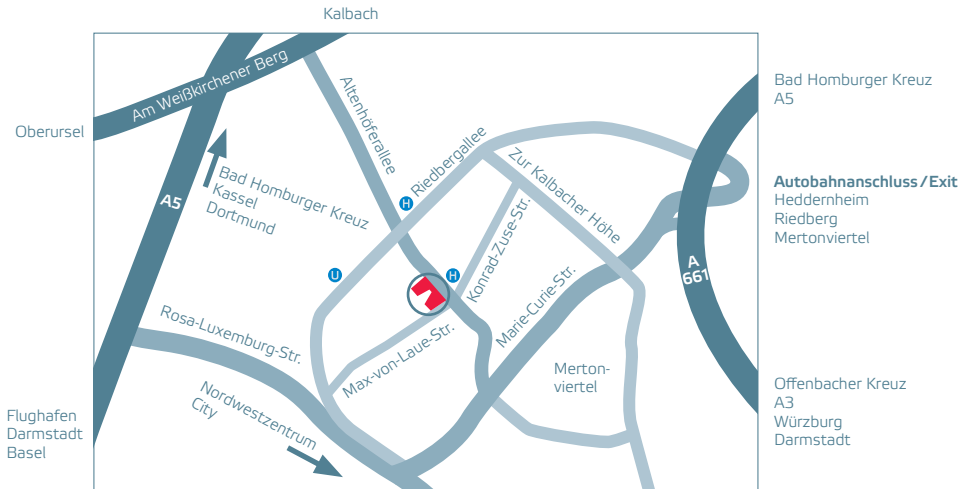 Kalbach
Am Weißkirchener Berg
Oberursel
A5
Bad Homburger Kreuz
Kassel
Dortmund
Altenhöferallee
H
Riedbergallee
Zur Kalbacher Höhe
Bad Homburger Kreuz
A5
Autobahnanschluss/Exit
Heddernheim
Riedberg
Mertonviertel
A
661
U
H
Konrad-Zuse-Str.
Marie-Curie-Str.
Rosa-Luxemburg-Str.
Max-von-Laue-Str.
Merton-
viertel
Nordwestzentrum
City
Flughafen
Darmstadt
Basel
Offenbacher Kreuz
A3
Würzburg
Darmstadt